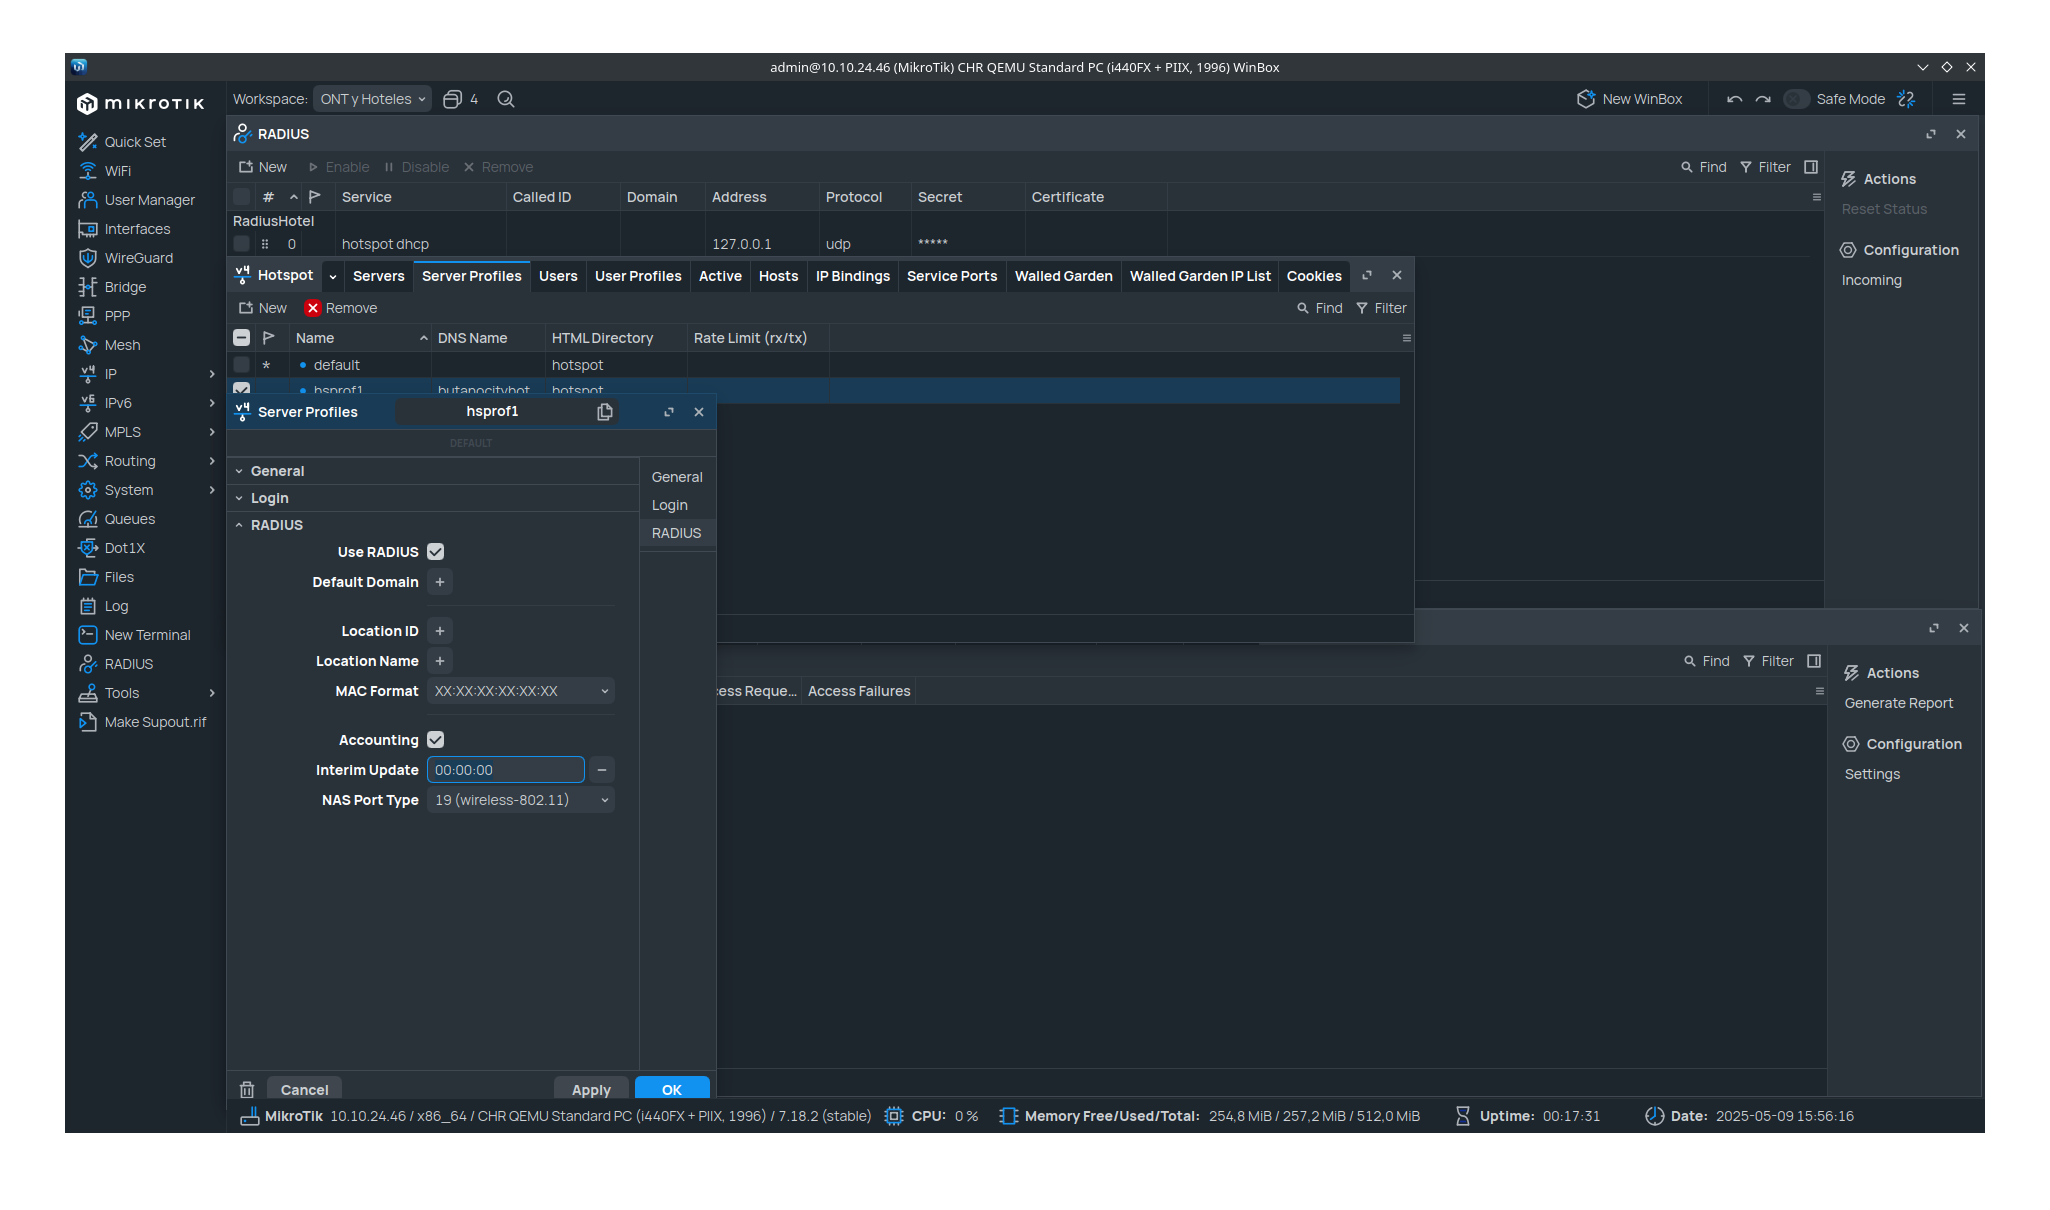 admin@10.10.24.46 (MikroTik) CHR QEMU Standard PC (i440FX + PIIX, 1996) WinBox
mikrotik Workspace: ONT y Hoteles 4 New WinBox Safe Mode
Quick Set
WiFi
User Manager
Interfaces
WireGuard
Bridge
PPP
Mesh
IP
IPv6
MPLS
Routing
System
Queues
Dot1X
Files
Log
New Terminal
RADIUS
Tools
Make Supout.rif
RADIUS
New Enable Disable Remove Find Filter
# Service Called ID Domain Address Protocol Secret Certificate
RadiusHotel
0 hotspot dhcp 127.0.0.1 udp *****
Actions
Reset Status
Configuration
Incoming
Hotspot Servers Server Profiles Users User Profiles Active Hosts IP Bindings Service Ports Walled Garden Walled Garden IP List Cookies
New Remove Find Filter
Name DNS Name HTML Directory Rate Limit (rx/tx)
* default hotspot
hsprof1 butanocityhot hotspot
Server Profiles hsprof1
DEFAULT
General
Login
RADIUS
Use RADIUS
Default Domain +
Location ID +
Location Name +
MAC Format XX:XX:XX:XX:XX:XX
Accounting
Interim Update 00:00:00
NAS Port Type 19 (wireless-802.11)
General
Login
RADIUS
Cancel Apply OK
Find Filter
ess Reque... Access Failures
Actions
Generate Report
Configuration
Settings
MikroTik 10.10.24.46 / x86_64 / CHR QEMU Standard PC (i440FX + PIIX, 1996) / 7.18.2 (stable) CPU: 0 % Memory Free/Used/Total: 254,8 MiB / 257,2 MiB / 512,0 MiB Uptime: 00:17:31 Date: 2025-05-09 15:56:16